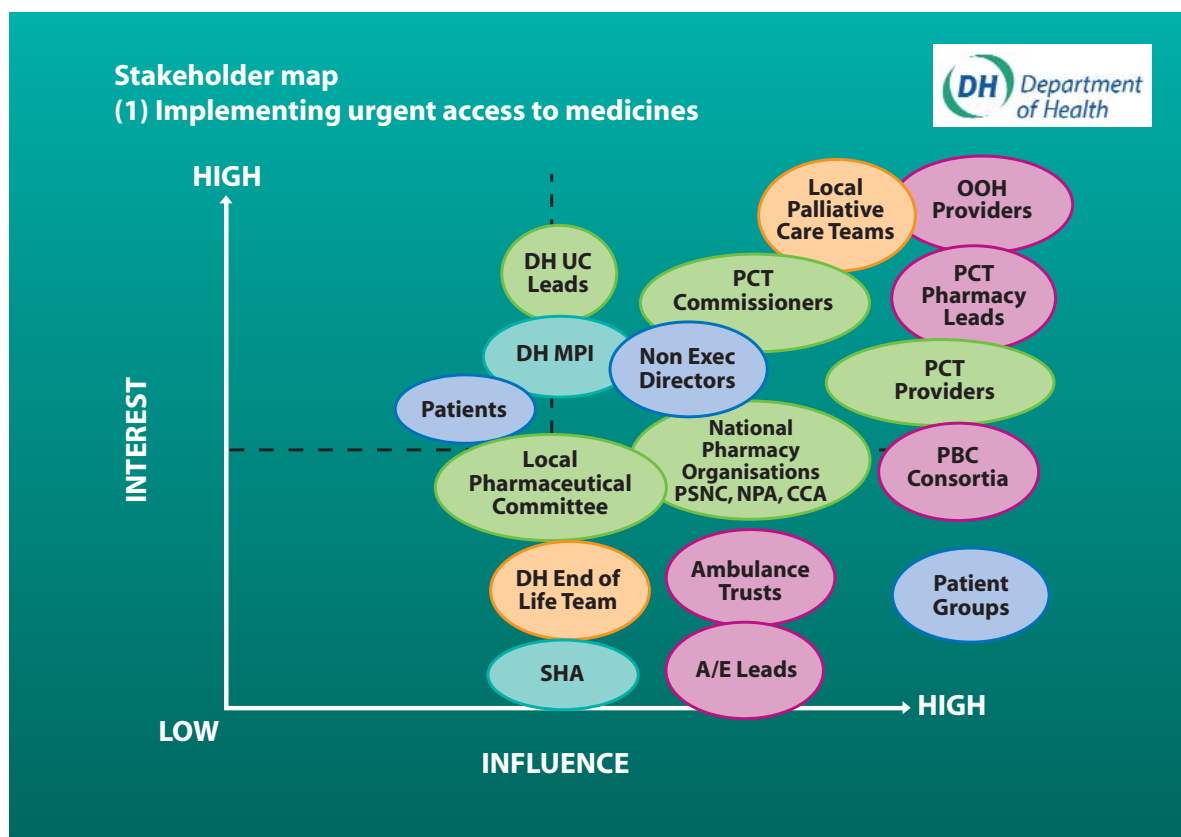 Stakeholder map
(1) Implementing urgent access to medicines
DH Department
of Health
HIGH
Local
Palliative
Care Teams
OOH
Providers
DH UC
Leads
PCT
Commissioners
PCT
Pharmacy
Leads
DH MPI
Non Exec
Directors
PCT
Providers
Patients
INTEREST
National
Pharmacy
Organisations
PSNC, NPA, CCA
Local
Pharmaceutical
Committee
PBC
Consortia
DH End of
Life Team
Ambulance
Trusts
Patient
Groups
SHA
A/E Leads
LOW
HIGH
INFLUENCE